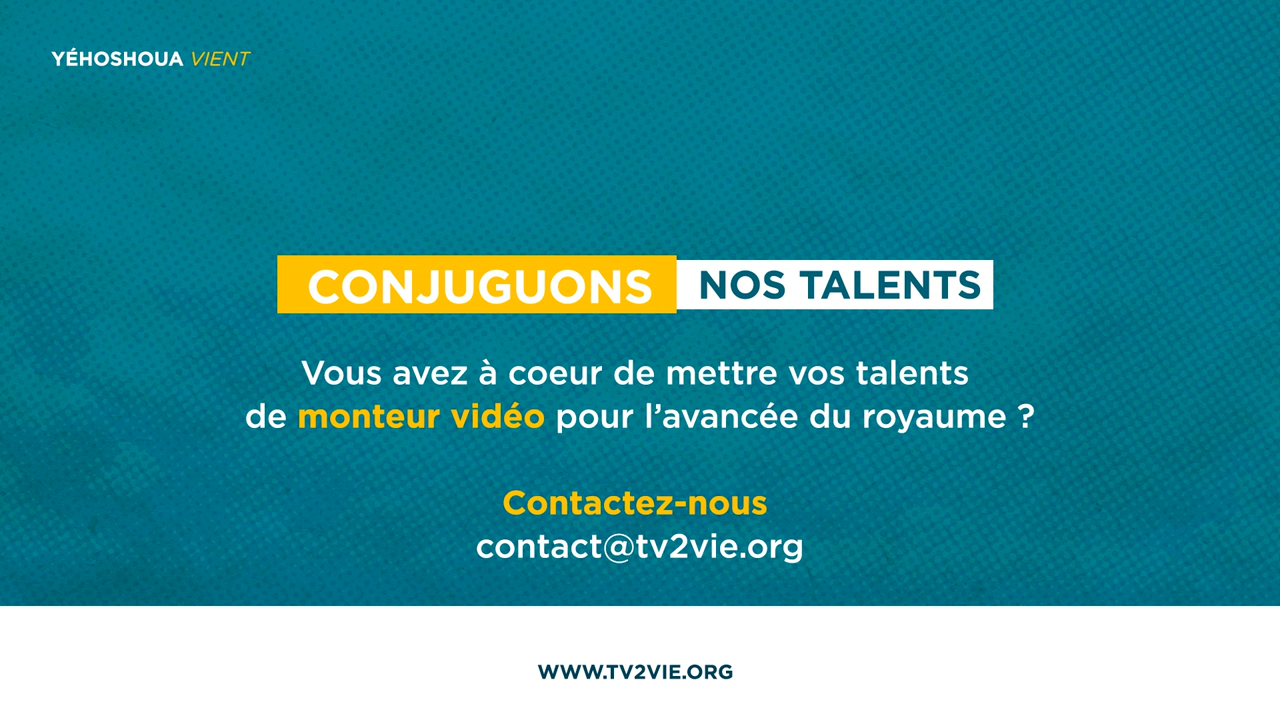 YÉHOSHOUA VIENT
CONJUGUONS NOS TALENTS
Vous avez à coeur de mettre vos talents
de monteur vidéo pour l’avancée du royaume ?
Contactez-nous
contact@tv2vie.org
WWW.TV2VIE.ORG